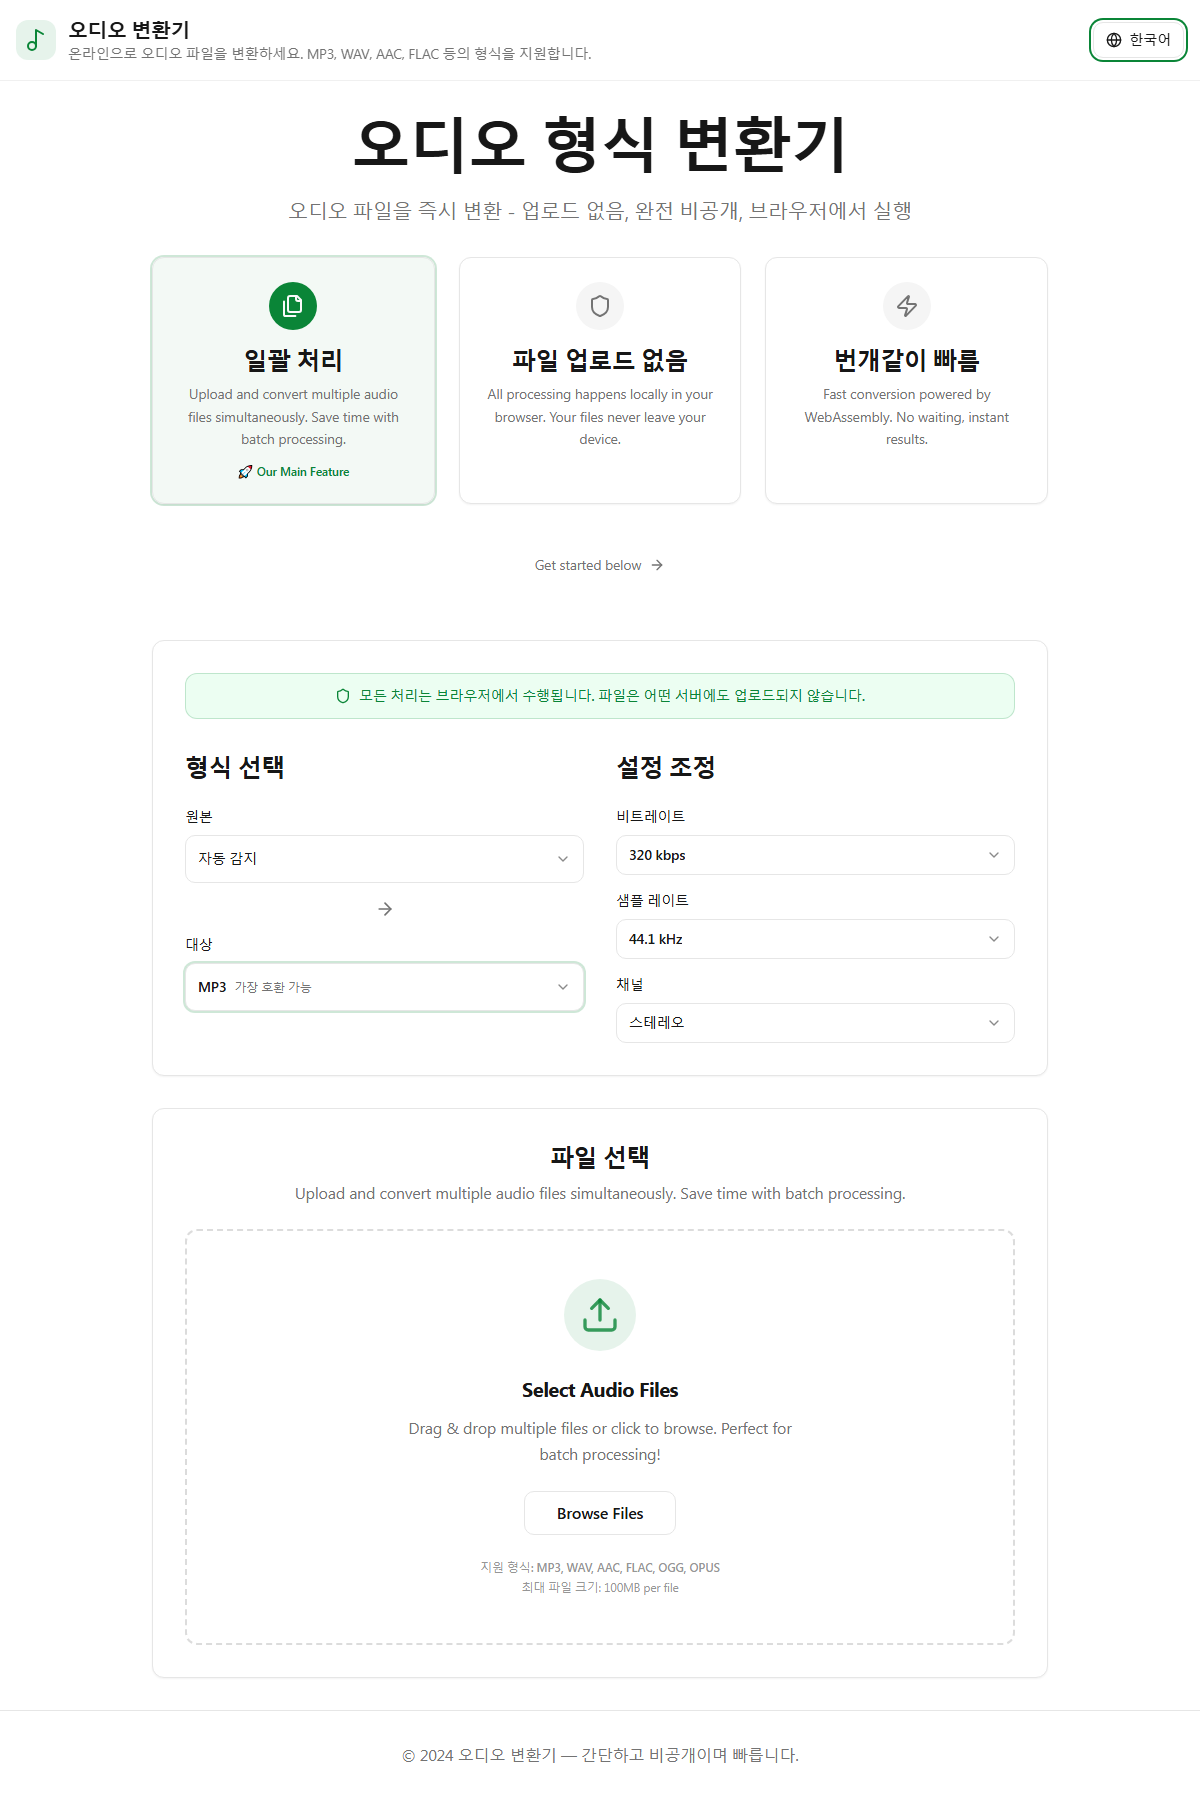 오디오 변환기
온라인으로 오디오 파일을 변환하세요. MP3, WAV, AAC, FLAC 등의 형식을 지원합니다.
한국어
오디오 형식 변환기
오디오 파일을 즉시 변환 - 업로드 없음, 완전 비공개, 브라우저에서 실행
일괄 처리
Upload and convert multiple audio
files simultaneously. Save time with
batch processing.
🚀 Our Main Feature
파일 업로드 없음
All processing happens locally in your
browser. Your files never leave your
device.
번개같이 빠름
Fast conversion powered by
WebAssembly. No waiting, instant
results.
Get started below
모든 처리는 브라우저에서 수행됩니다. 파일은 어떤 서버에도 업로드되지 않습니다.
형식 선택
원본
자동 감지
대상
MP3 가장 호환 가능
설정 조정
비트레이트
320 kbps
샘플 레이트
44.1 kHz
채널
스테레오
파일 선택
Upload and convert multiple audio files simultaneously. Save time with batch processing.
Select Audio Files
Drag & drop multiple files or click to browse. Perfect for
batch processing!
Browse Files
지원 형식: MP3, WAV, AAC, FLAC, OGG, OPUS
최대 파일 크기: 100MB per file
© 2024 오디오 변환기 — 간단하고 비공개이며 빠릅니다.